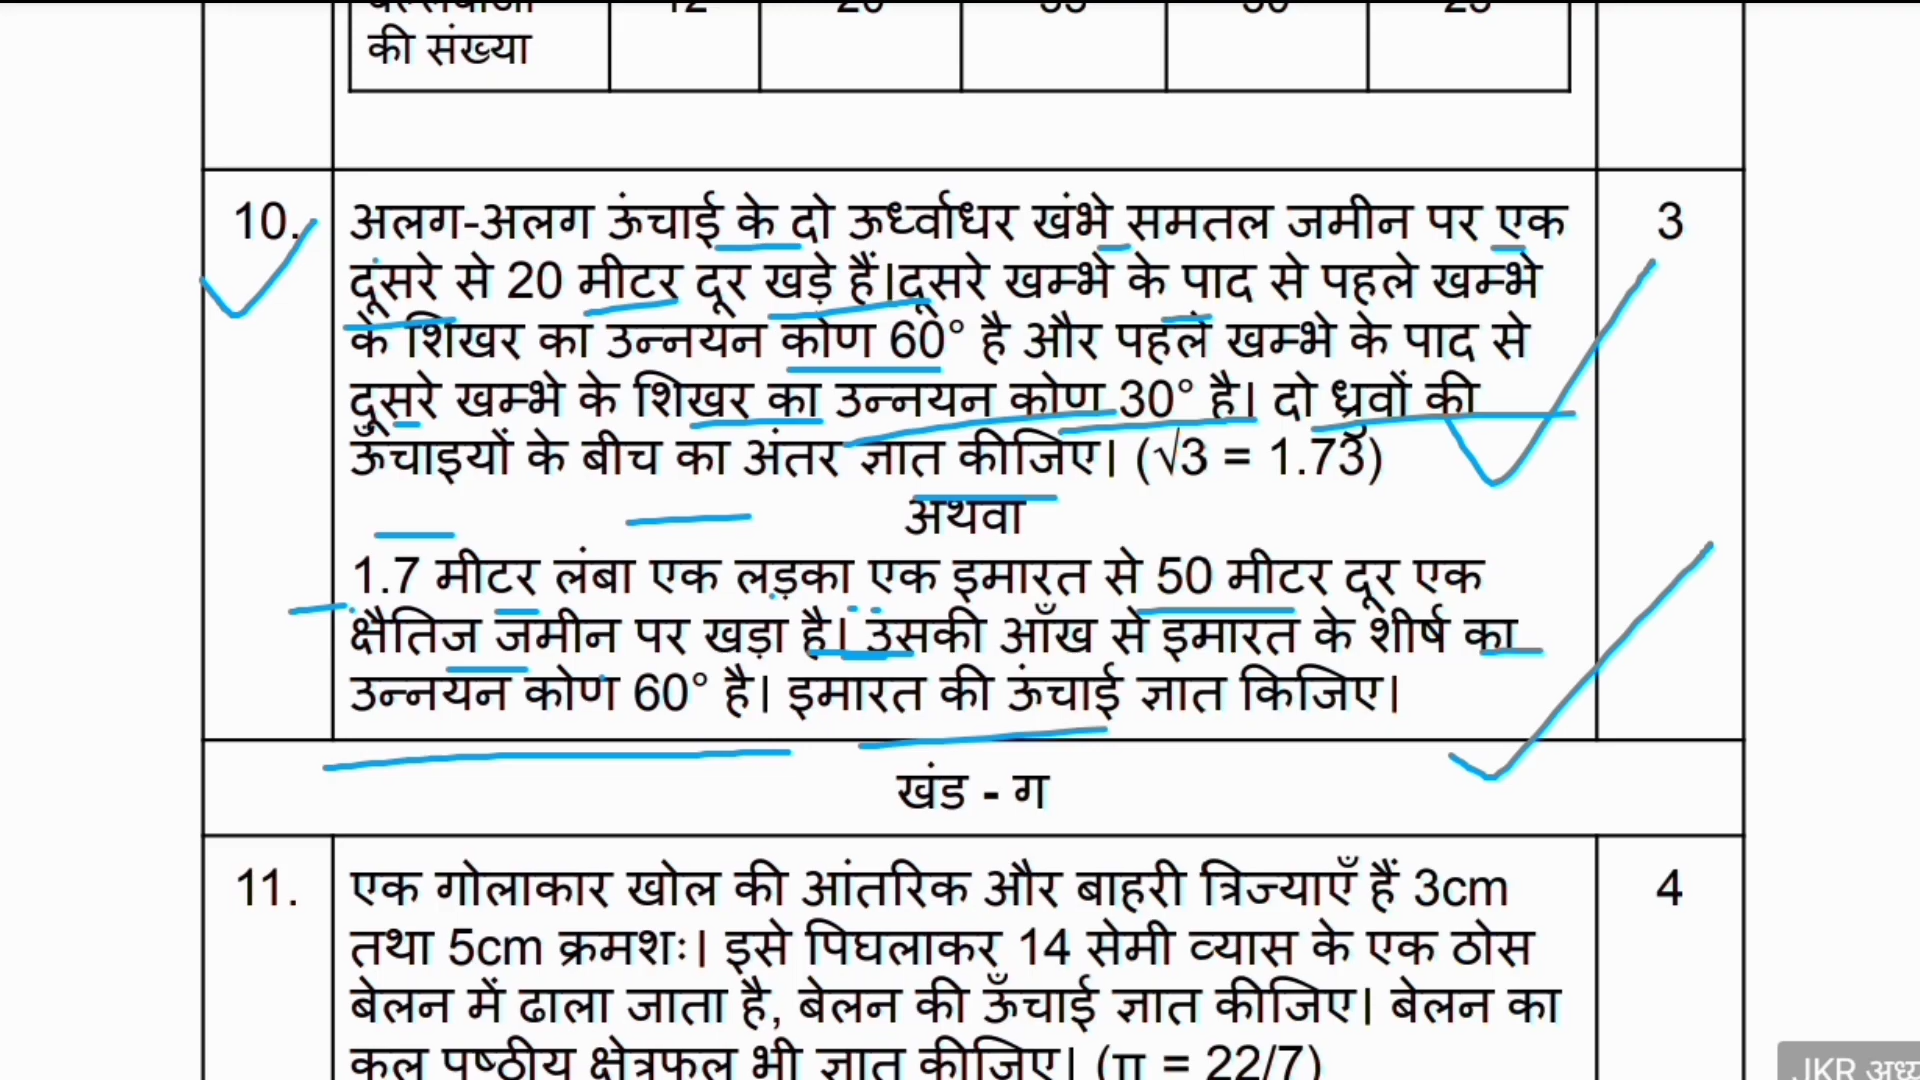 की संख्या
10. अलग-अलग ऊंचाई के दो ऊर्ध्वाधर खंभे समतल जमीन पर एक 3
दूसरे से 20 मीटर दूर खड़े हैं।दूसरे खम्भे के पाद से पहले खम्भे
के शिखर का उन्नयन कोण 60° है और पहले खम्भे के पाद से
दूसरे खम्भे के शिखर का उन्नयन कोण 30° है। दो ध्रुवों की
ऊँचाइयों के बीच का अंतर ज्ञात कीजिए। (√3 = 1.73)
अथवा
1.7 मीटर लंबा एक लड़का एक इमारत से 50 मीटर दूर एक
क्षैतिज जमीन पर खड़ा है। उसकी आँख से इमारत के शीर्ष का
उन्नयन कोण 60° है। इमारत की ऊंचाई ज्ञात किजिए।
खंड - ग
11. एक गोलाकार खोल की आंतरिक और बाहरी त्रिज्याएँ हैं 3cm 4
तथा 5cm क्रमशः। इसे पिघलाकर 14 सेमी व्यास के एक ठोस
बेलन में ढाला जाता है, बेलन की ऊँचाई ज्ञात कीजिए। बेलन का
कुल पृष्ठीय क्षेत्रफल भी ज्ञात कीजिए। (π = 22/7)
JKR